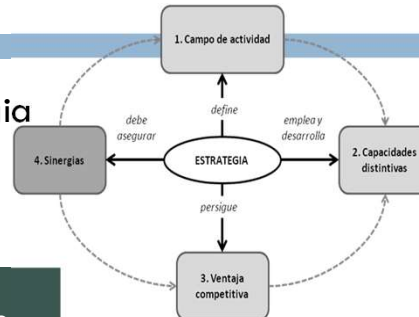 1. Campo de actividad
ia
debe
asegurar
define
emplea y
desarrolla
4. Sinergias
ESTRATEGIA
2. Capacidades
distintivas
persigue
3. Ventaja
competitiva